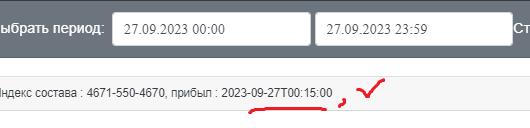 ыбрать период: 27.09.2023 00:00 27.09.2023 23:59 Ст
ндекс состава : 4671-550-4670, прибыл : 2023-09-27T00:15:00 ,